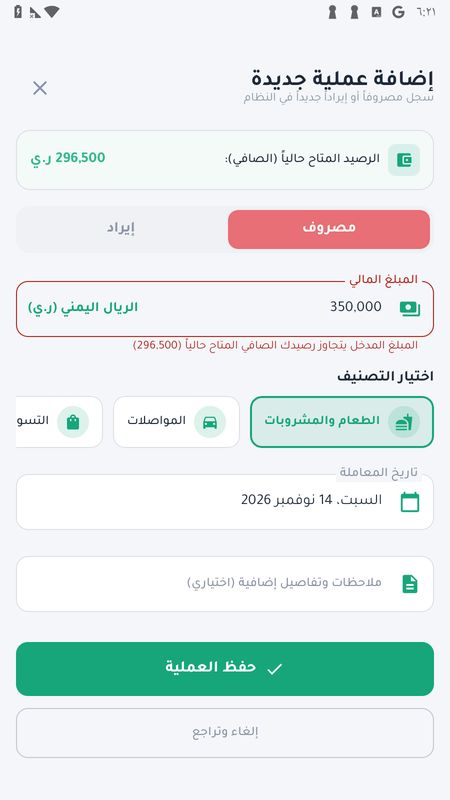 ٦:٢١
إضافة عملية جديدة
سجل مصروفاً أو إيراداً جديداً في النظام
الرصيد المتاح حالياً (الصافي):
296,500 ر.ي
مصروف
إيراد
المبلغ المالي
350,000
الريال اليمني (ر.ي)
المبلغ المدخل يتجاوز رصيدك الصافي المتاح حالياً (296,500)
اختيار التصنيف
الطعام والمشروبات
المواصلات
التسو
تاريخ المعاملة
السبت، 14 نوفمبر 2026
ملاحظات وتفاصيل إضافية (اختياري)
حفظ العملية
إلغاء وتراجع